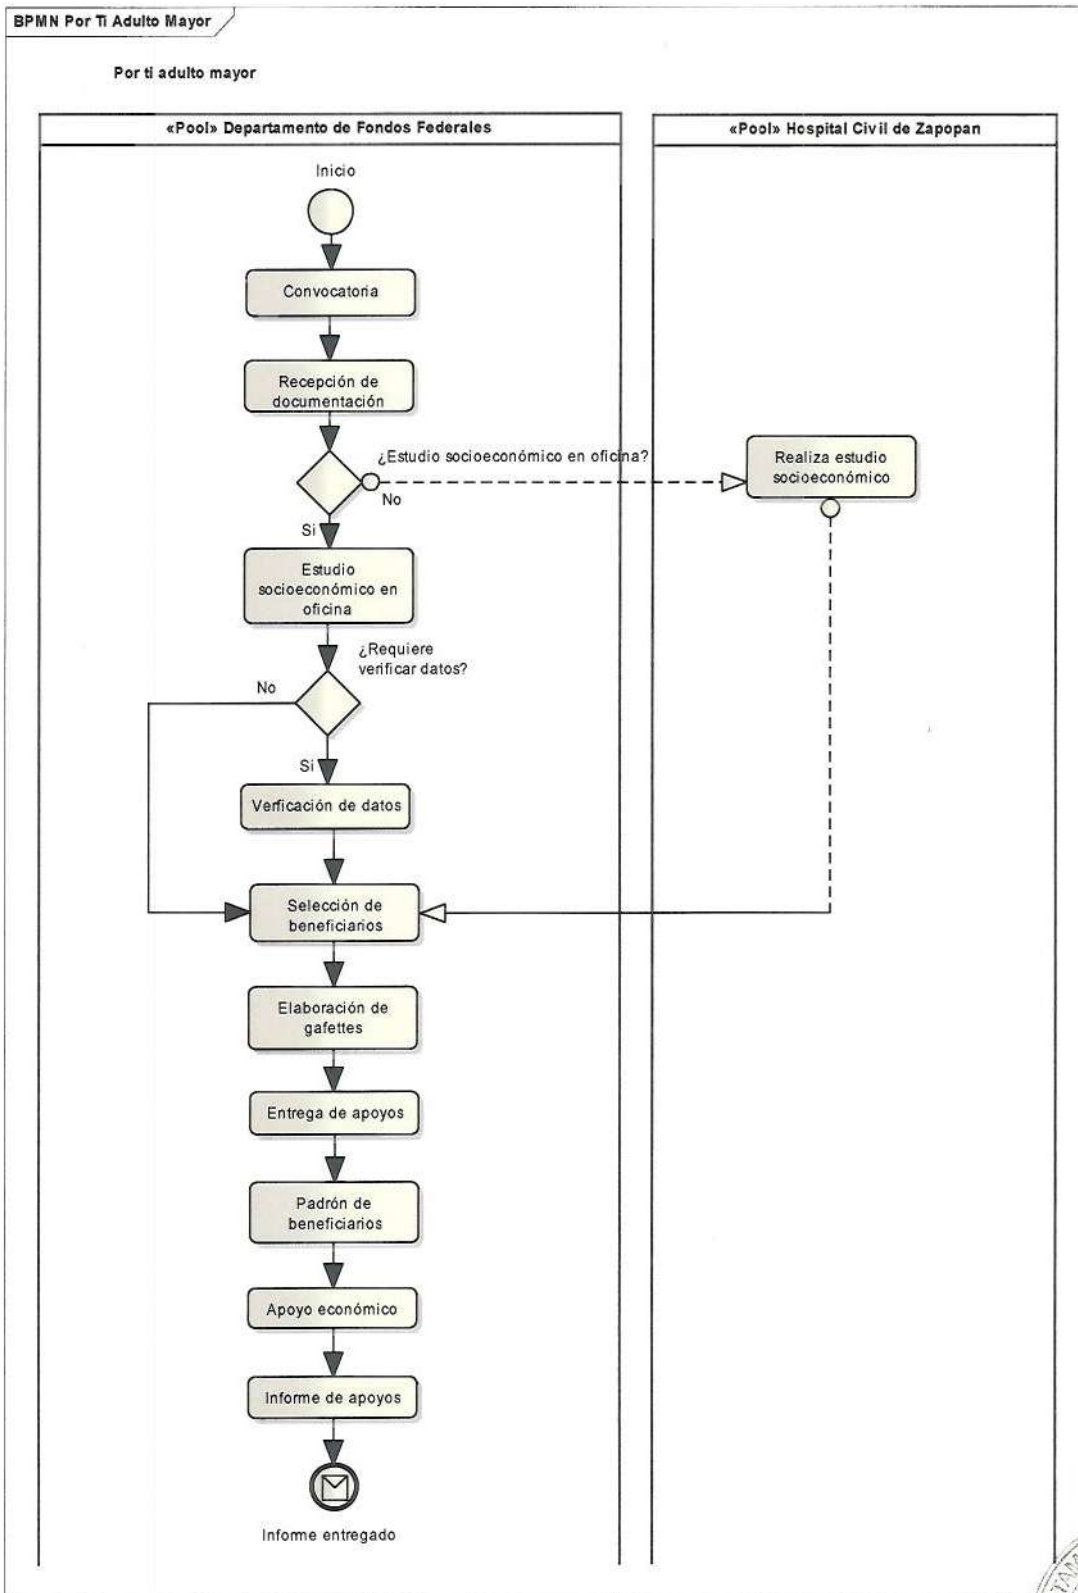 BPMN Por Ti Adulto Mayor
Por ti adulto mayor
«Pool» Departamento de Fondos Federales
«Pool» Hospital Civil de Zapopan
Inicio
Convocatoria
Recepción de
documentación
¿Estudio socioeconómico en oficina?
No
Realiza estudio
socioeconómico
Si
Estudio
socioeconómico en
oficina
¿Requiere
verificar datos?
No
Si
Verficación de datos
Selección de
beneficiarios
Elaboración de
gafettes
Entrega de apoyos
Padrón de
beneficiarios
Apoyo económico
Informe de apoyos
Informe entregado